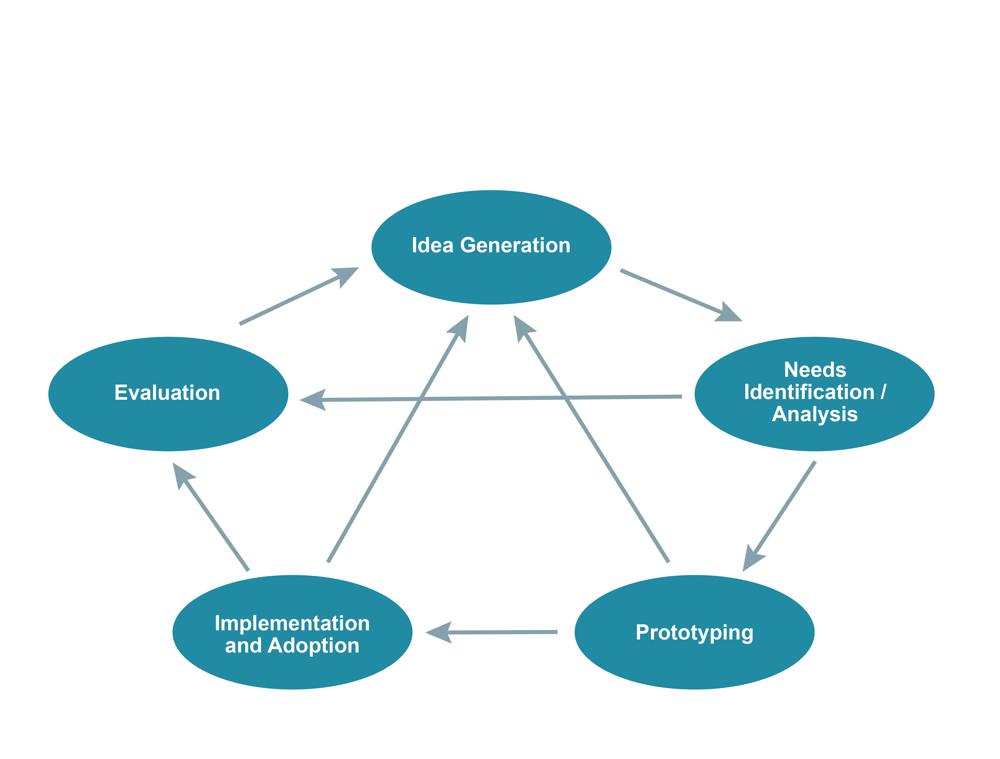 Idea Generation
Needs
Identification /
Analysis
Evaluation
Implementation
and Adoption
Prototyping